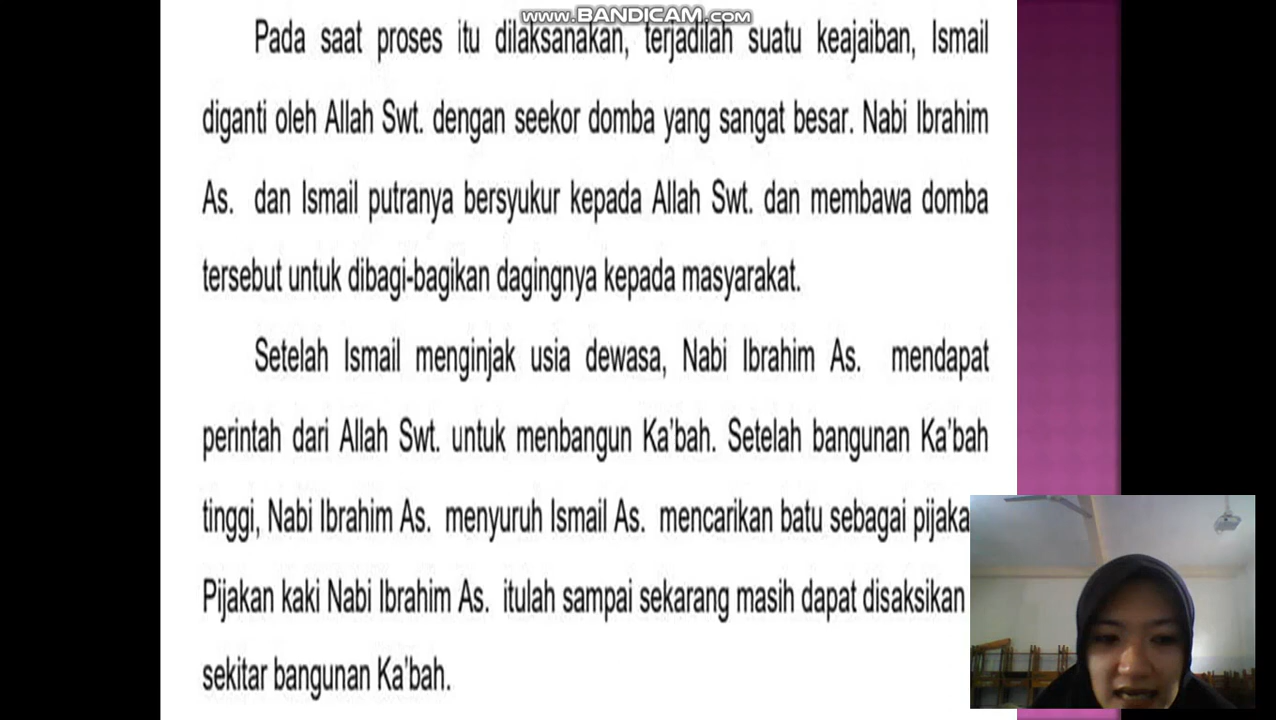 www.BANDICAM.com
Pada saat proses itu dilaksanakan, terjadilah suatu keajaiban, Ismail
diganti oleh Allah Swt. dengan seekor domba yang sangat besar. Nabi Ibrahim
As. dan Ismail putranya bersyukur kepada Allah Swt. dan membawa domba
tersebut untuk dibagi-bagikan dagingnya kepada masyarakat.
Setelah Ismail menginjak usia dewasa, Nabi Ibrahim As. mendapat
perintah dari Allah Swt. untuk menbangun Ka'bah. Setelah bangunan Ka'bah
tinggi, Nabi Ibrahim As. menyuruh Ismail As. mencarikan batu sebagai
Pijakan kaki Nabi Ibrahim As. itulah sampai sekarang masih dapat disaksikan
sekitar bangunan Ka'bah.